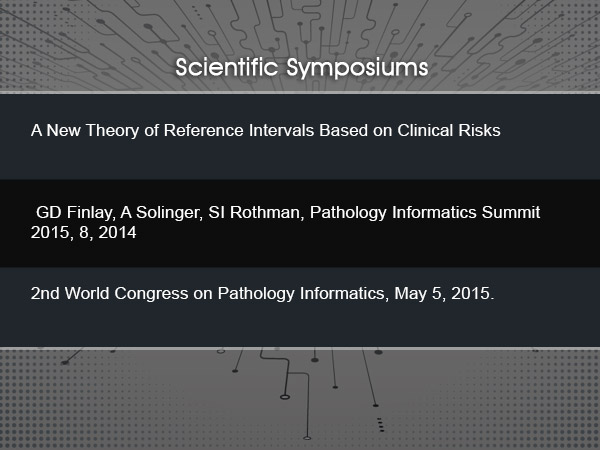 Scientific Symposiums
A New Theory of Reference Intervals Based on Clinical Risks
GD Finlay, A Solinger, SI Rothman, Pathology Informatics Summit
2015, 8, 2014
2nd World Congress on Pathology Informatics, May 5, 2015.